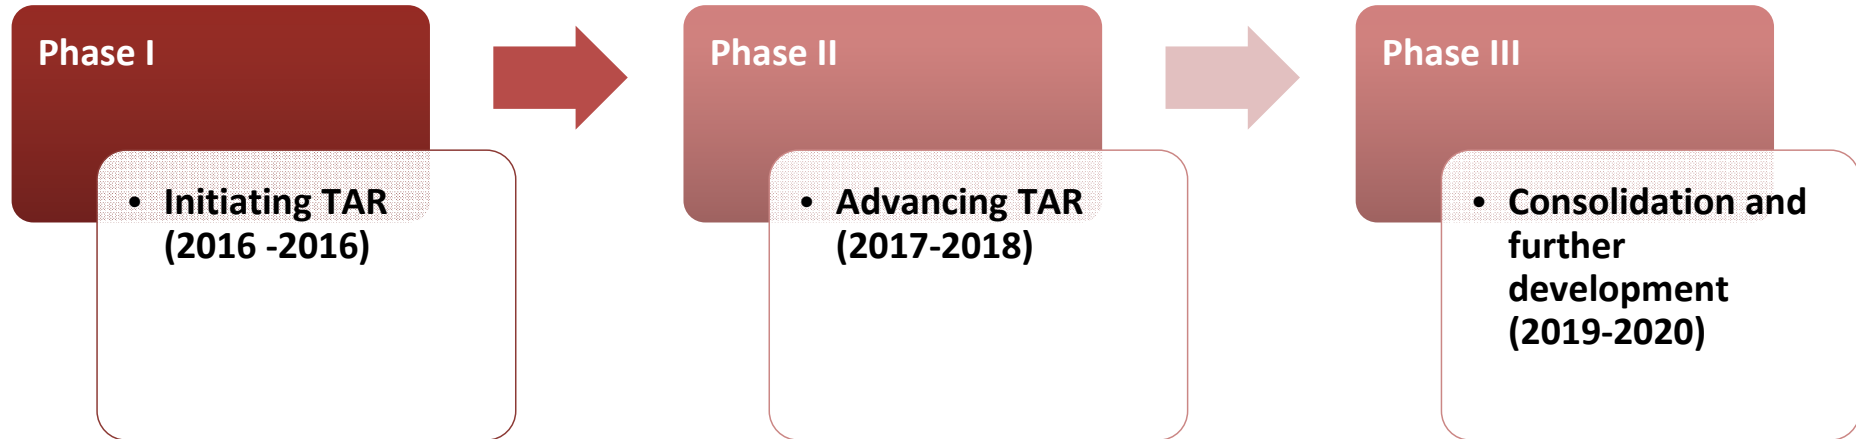 Phase I
• Initiating TAR
(2016 -2016)
Phase II
• Advancing TAR
(2017-2018)
Phase III
• Consolidation and
further
development
(2019-2020)